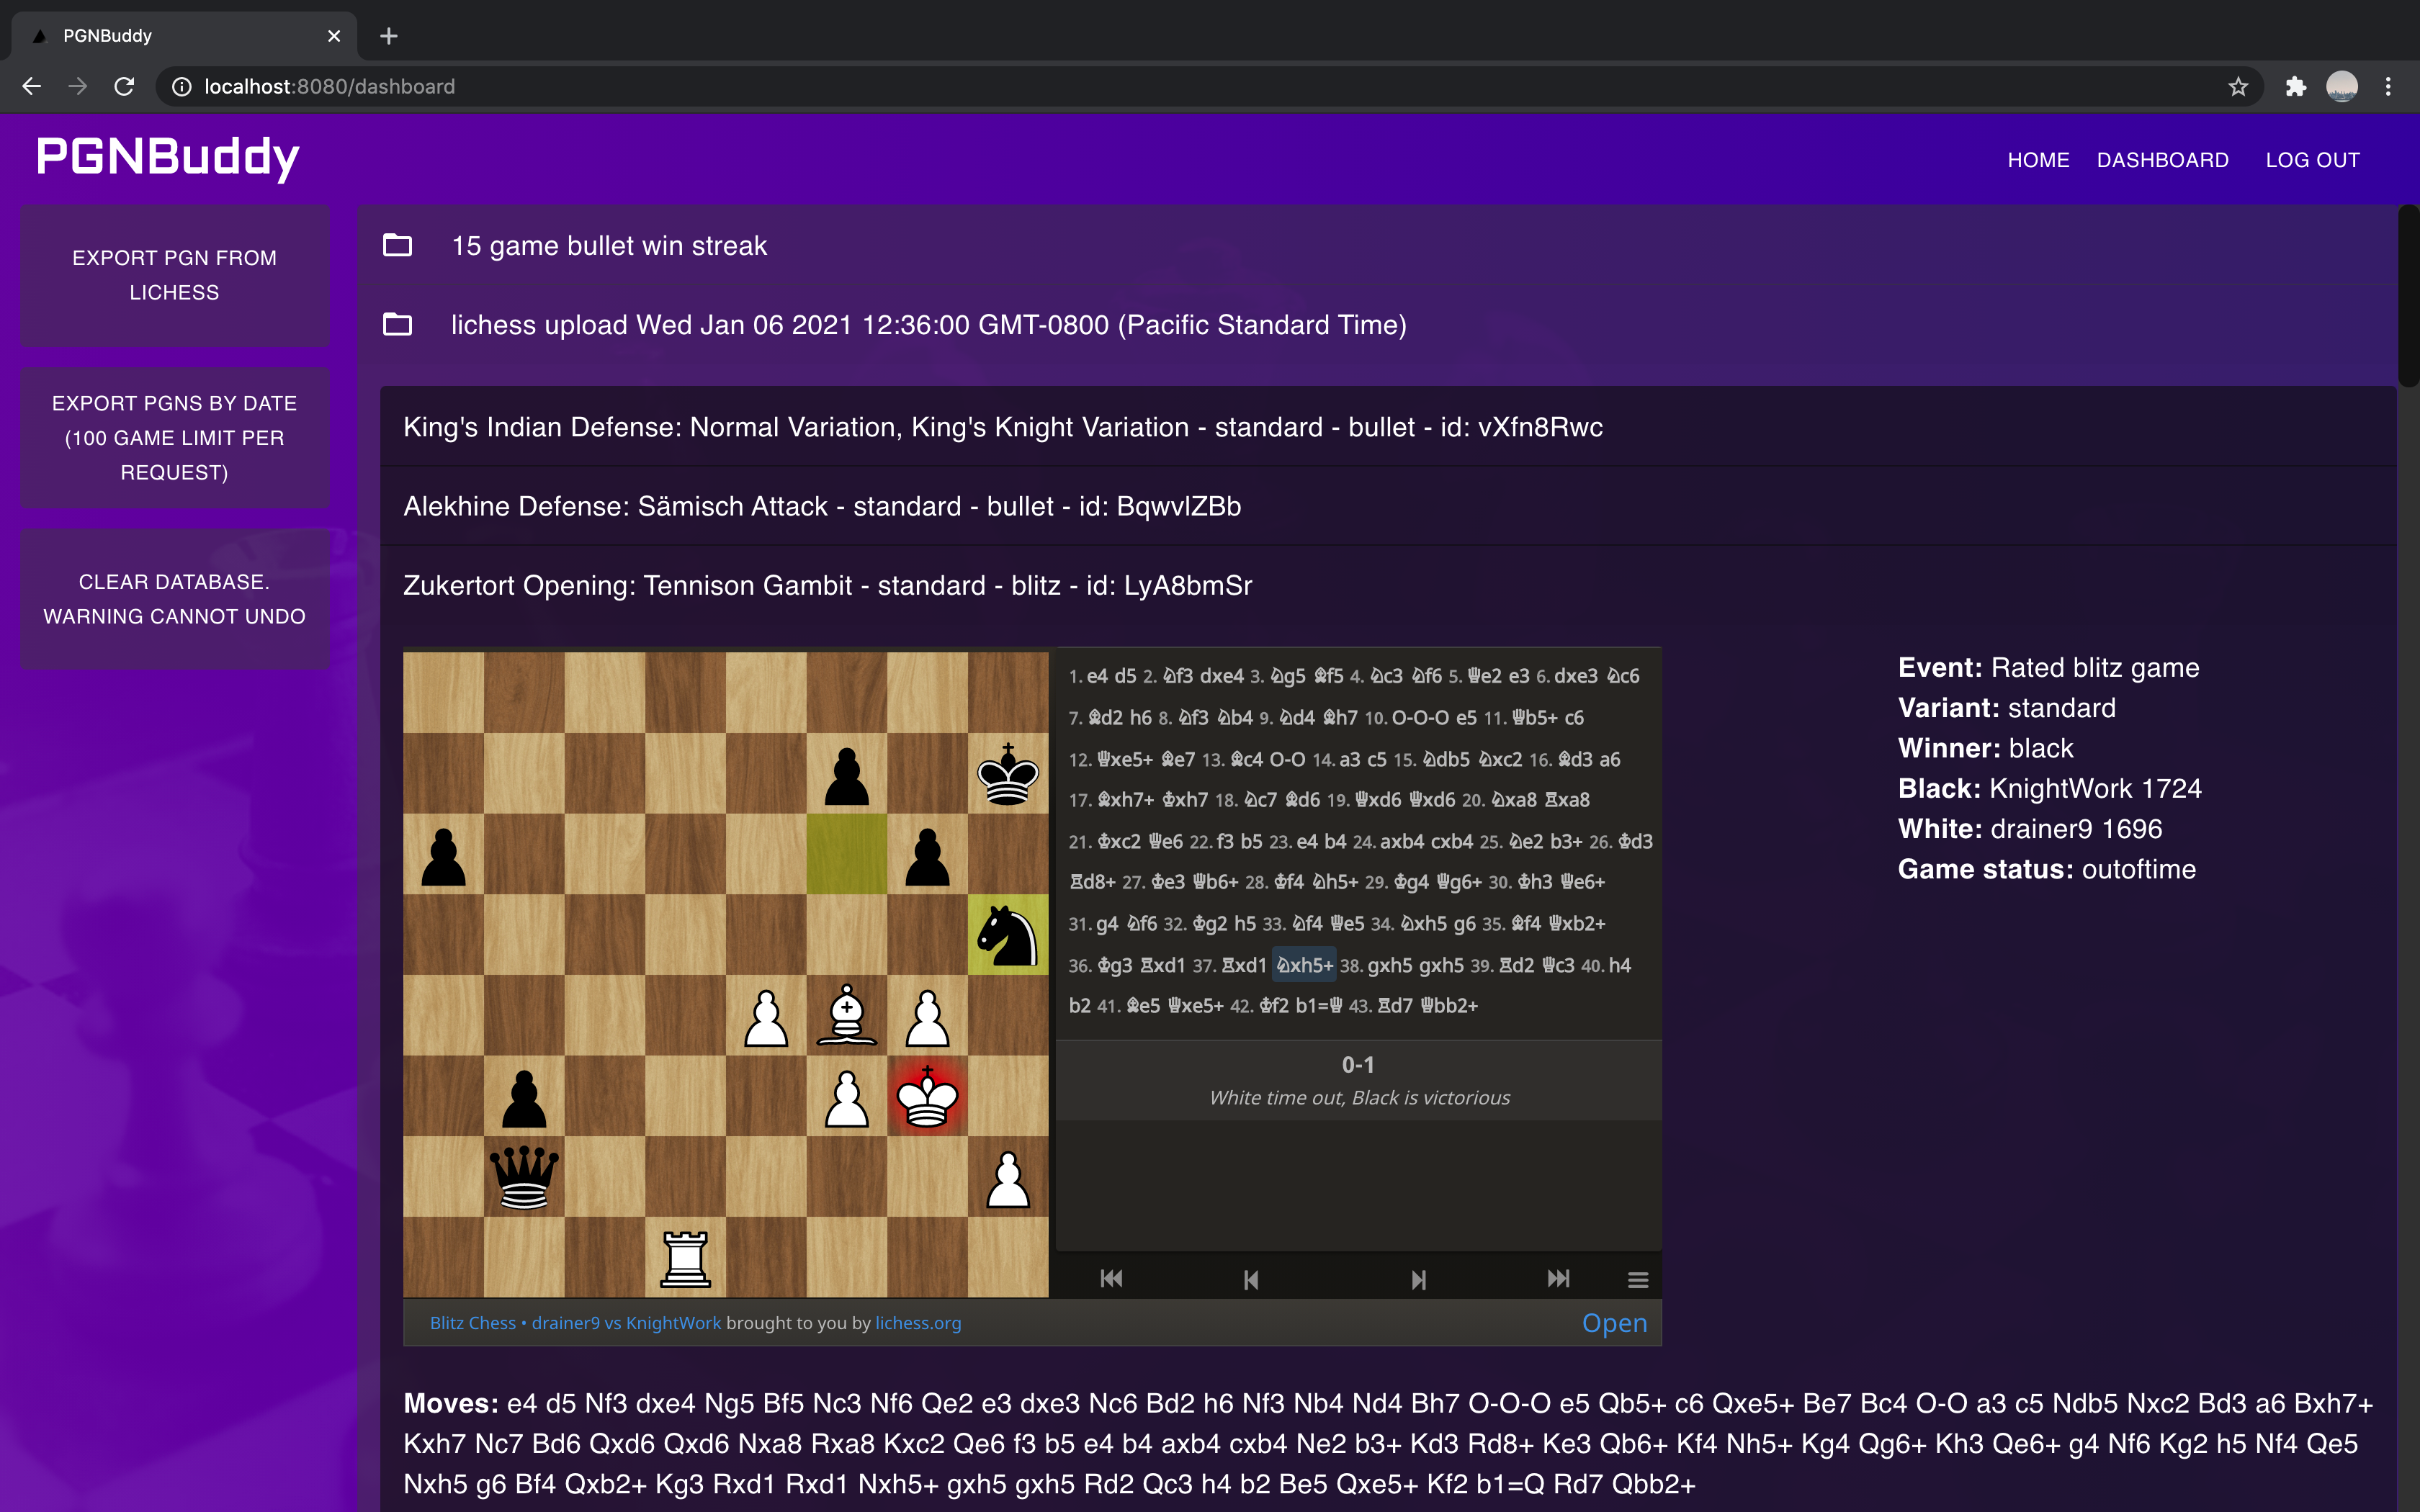 PGNBuddy
localhost:8080/dashboard
PGNBuddy
HOME DASHBOARD LOG OUT
EXPORT PGN FROM
LICHESS
EXPORT PGNS BY DATE
(100 GAME LIMIT PER
REQUEST)
CLEAR DATABASE.
WARNING CANNOT UNDO
15 game bullet win streak
lichess upload Wed Jan 06 2021 12:36:00 GMT-0800 (Pacific Standard Time)
King's Indian Defense: Normal Variation, King's Knight Variation - standard - bullet - id: vXfn8Rwc
Alekhine Defense: Sämisch Attack - standard - bullet - id: BqwvlZBb
Zukertort Opening: Tennison Gambit - standard - blitz - id: LyA8bmSr
1. e4 d5 2. ♘f3 dxe4 3. ♘g5 ♗f5 4. ♘c3 ♘f6 5. ♕e2 e3 6. dxe3 ♘c6
7. ♗d2 h6 8. ♘f3 ♘b4 9. ♘d4 ♗h7 10. O-O-O e5 11. ♕b5+ c6
12. ♕xe5+ ♗e7 13. ♗c4 O-O 14. a3 c5 15. ♘db5 ♘xc2 16. ♗d3 a6
17. ♗xh7+ ♔xh7 18. ♘c7 ♗d6 19. ♕xd6 ♕xd6 20. ♘xa8 ♖xa8
21. ♔xc2 ♕e6 22. f3 b5 23. e4 b4 24. axb4 cxb4 25. ♘e2 b3+ 26. ♔d3
♖d8+ 27. ♔e3 ♕b6+ 28. ♔f4 ♘h5+ 29. ♔g4 ♕g6+ 30. ♔h3 ♕e6+
31. g4 ♘f6 32. ♔g2 h5 33. ♘f4 ♕e5 34. ♘xh5 g6 35. ♗f4 ♕xb2+
36. ♔g3 ♖xd1 37. ♖xd1 ♘xh5+ 38. gxh5 gxh5 39. ♖d2 ♕c3 40. h4
b2 41. ♗e5 ♕xe5+ 42. ♔f2 b1=♕ 43. ♖d7 ♕bb2+
0-1
White time out, Black is victorious
Blitz Chess • drainer9 vs KnightWork brought to you by lichess.org
Open
Event: Rated blitz game
Variant: standard
Winner: black
Black: KnightWork 1724
White: drainer9 1696
Game status: outoftime
Moves: e4 d5 Nf3 dxe4 Ng5 Bf5 Nc3 Nf6 Qe2 e3 dxe3 Nc6 Bd2 h6 Nf3 Nb4 Nd4 Bh7 O-O-O e5 Qb5+ c6 Qxe5+ Be7 Bc4 O-O a3 c5 Ndb5 Nxc2 Bd3 a6 Bxh7+
Kxh7 Nc7 Bd6 Qxd6 Qxd6 Nxa8 Rxa8 Kxc2 Qe6 f3 b5 e4 b4 axb4 cxb4 Ne2 b3+ Kd3 Rd8+ Ke3 Qb6+ Kf4 Nh5+ Kg4 Qg6+ Kh3 Qe6+ g4 Nf6 Kg2 h5 Nf4 Qe5
Nxh5 g6 Bf4 Qxb2+ Kg3 Rxd1 Rxd1 Nxh5+ gxh5 gxh5 Rd2 Qc3 h4 b2 Be5 Qxe5+ Kf2 b1=Q Rd7 Qbb2+